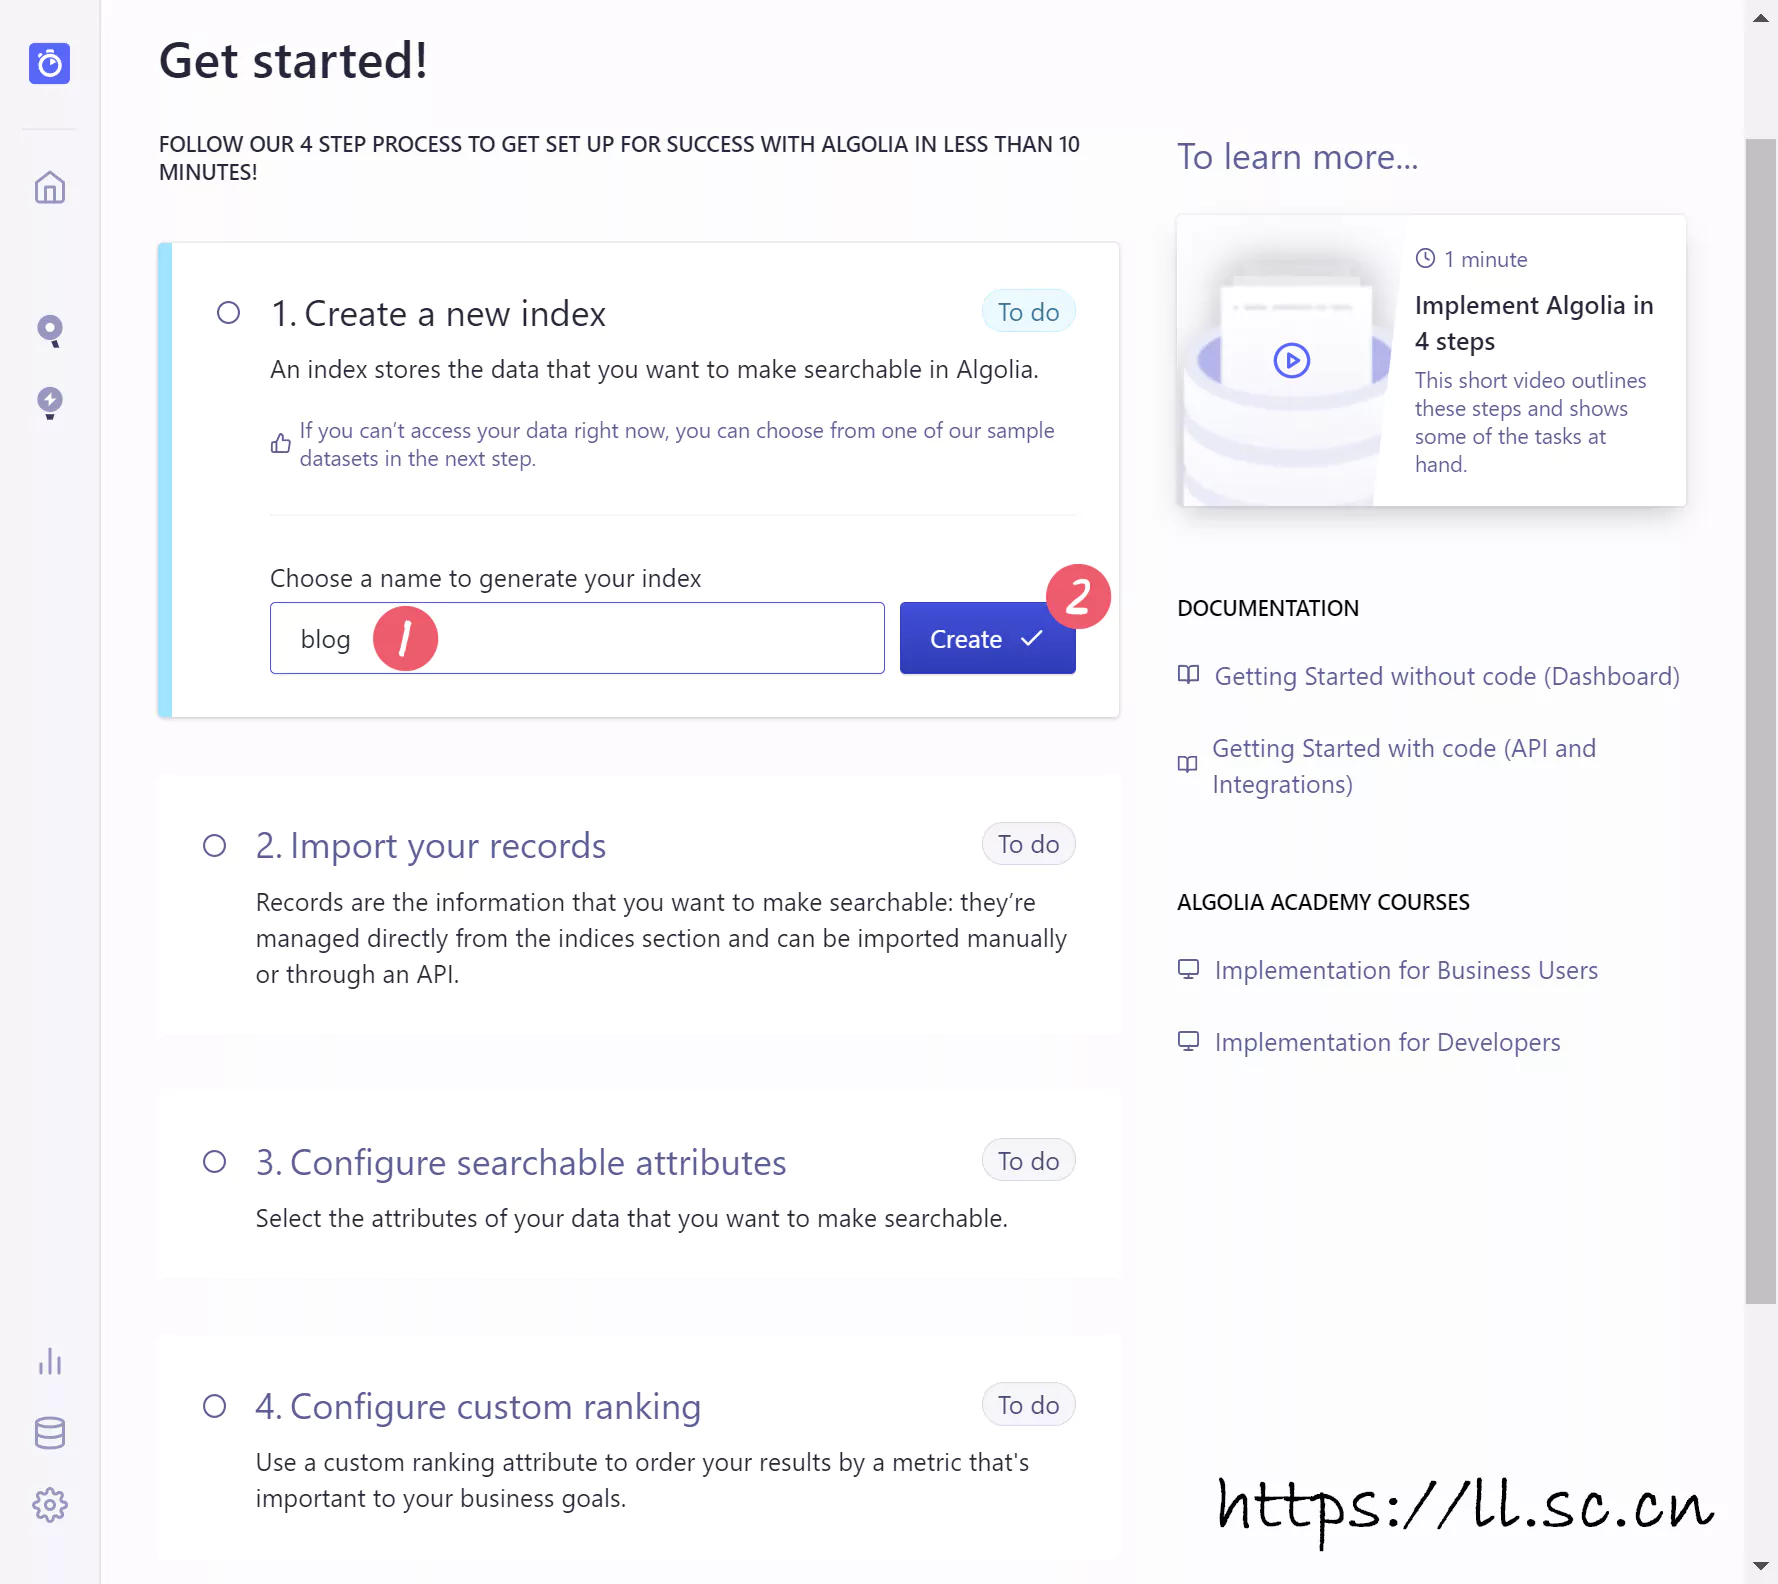 Get started!
FOLLOW OUR 4 STEP PROCESS TO GET SET UP FOR SUCCESS WITH ALGOLIA IN LESS THAN 10
MINUTES!
1. Create a new index
To do
An index stores the data that you want to make searchable in Algolia.
If you can’t access your data right now, you can choose from one of our sample
datasets in the next step.
Choose a name to generate your index
blog
1
Create
2
2. Import your records
To do
Records are the information that you want to make searchable: they’re
managed directly from the indices section and can be imported manually
or through an API.
3. Configure searchable attributes
To do
Select the attributes of your data that you want to make searchable.
4. Configure custom ranking
To do
Use a custom ranking attribute to order your results by a metric that's
important to your business goals.
To learn more...
1 minute
Implement Algolia in
4 steps
This short video outlines
these steps and shows
some of the tasks at
hand.
DOCUMENTATION
Getting Started without code (Dashboard)
Getting Started with code (API and
Integrations)
ALGOLIA ACADEMY COURSES
Implementation for Business Users
Implementation for Developers
https://ll.sc.cn